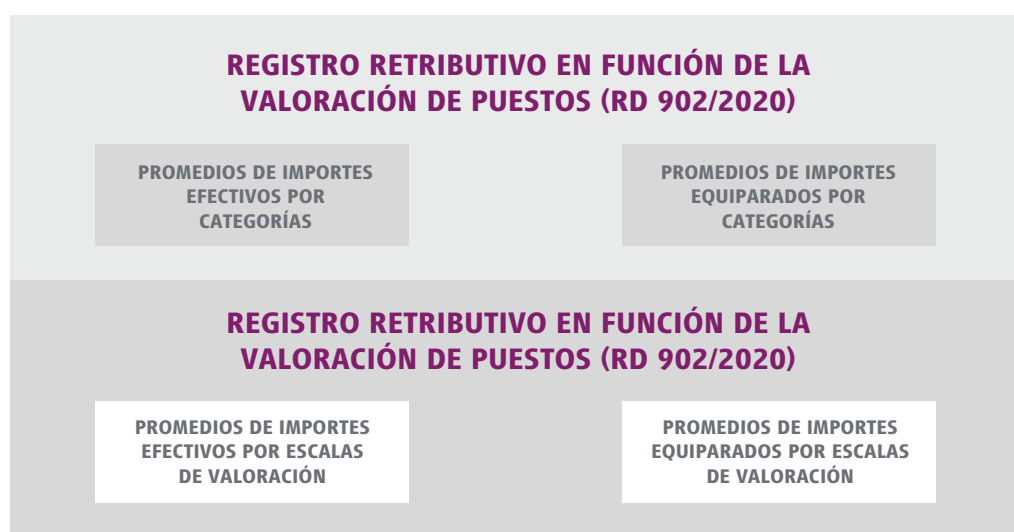 REGISTRO RETRIBUTIVO EN FUNCIÓN DE LA
VALORACIÓN DE PUESTOS (RD 902/2020)
PROMEDIOS DE IMPORTES
EFECTIVOS POR
CATEGORÍAS
PROMEDIOS DE IMPORTES
EQUIPARADOS POR
CATEGORÍAS
REGISTRO RETRIBUTIVO EN FUNCIÓN DE LA
VALORACIÓN DE PUESTOS (RD 902/2020)
PROMEDIOS DE IMPORTES
EFECTIVOS POR ESCALAS
DE VALORACIÓN
PROMEDIOS DE IMPORTES
EQUIPARADOS POR ESCALAS
DE VALORACIÓN